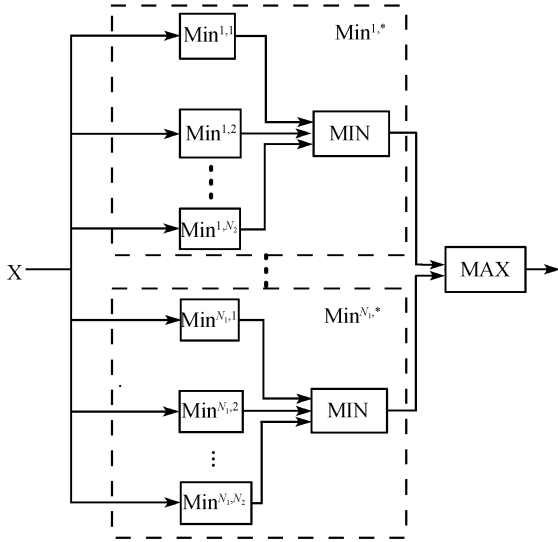 Min^{1,1}
Min^{1,*}
Min^{1,2}
MIN
Min^{1,N_2}
X
MAX
Min^{N_1,1}
Min^{N_1,*}
Min^{N_1,2}
MIN
Min^{N_1,N_2}